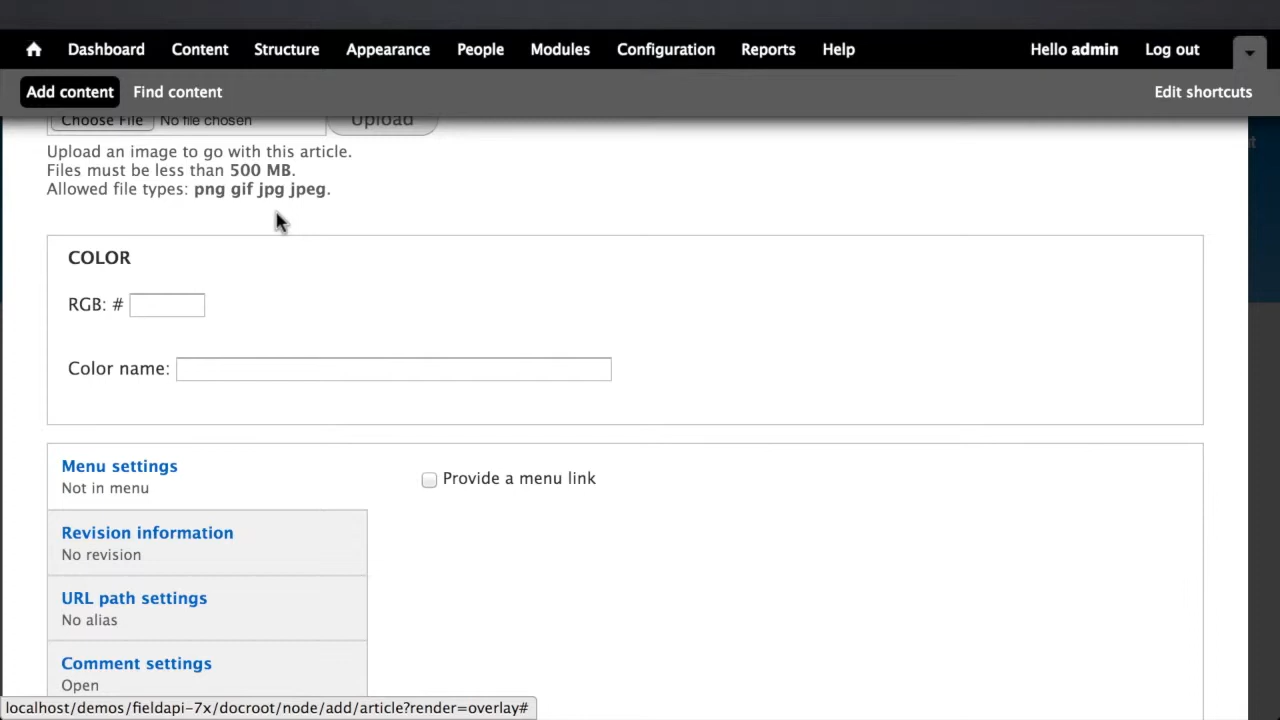 Dashboard Content Structure Appearance People Modules Configuration Reports Help Hello admin Log out
Add content Find content Edit shortcuts
Choose File No file chosen Upload
Upload an image to go with this article.
Files must be less than 500 MB.
Allowed file types: png gif jpg jpeg.
COLOR
RGB: #
Color name:
Menu settings
Not in menu
Provide a menu link
Revision information
No revision
URL path settings
No alias
Comment settings
Open
localhost/demos/fieldapi-7x/docroot/node/add/article?render=overlay#